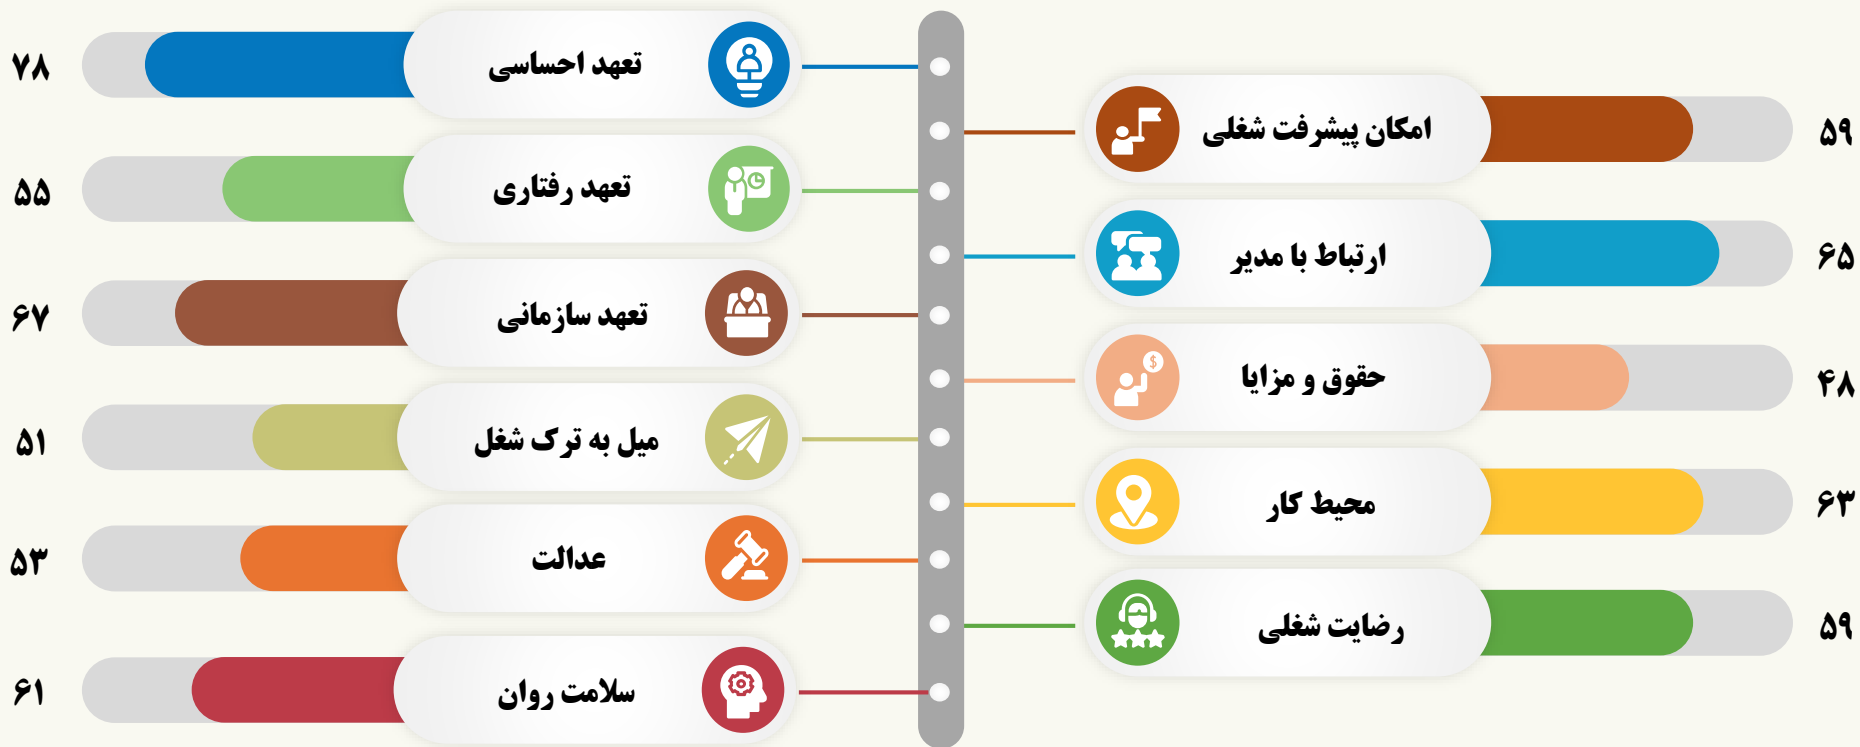 امکان پیشرفت شغلی
۵۹
ارتباط با مدیر
۶۵
حقوق و مزایا
۴۸
محیط کار
۶۳
رضایت شغلی
۵۹
تعهد احساسی
۷۸
تعهد رفتاری
۵۵
تعهد سازمانی
۶۷
میل به ترک شغل
۵۱
عدالت
۵۳
سلامت روان
۶۱
$